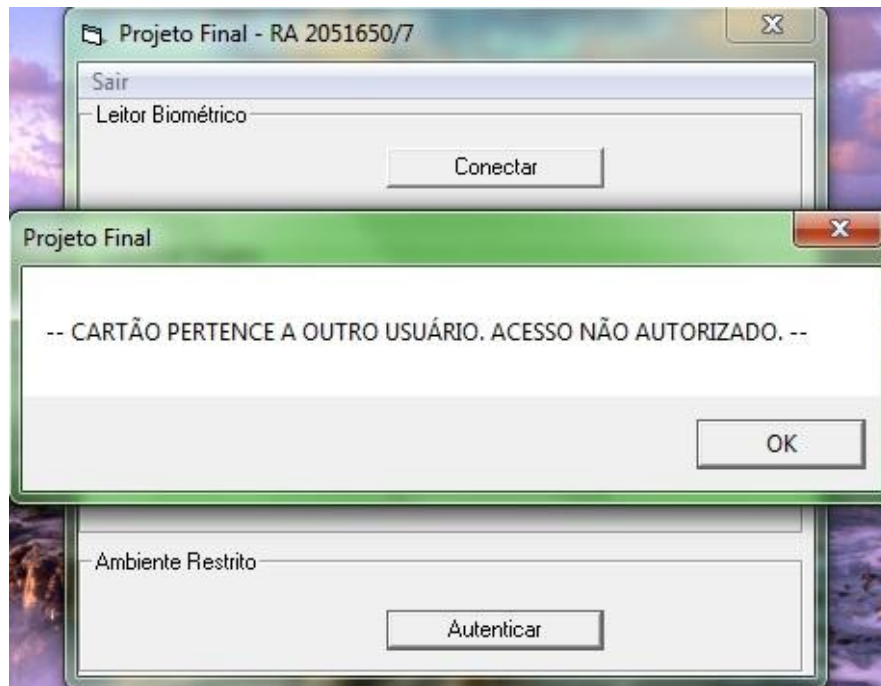 Projeto Final - RA 2051650/7
Sair
Leitor Biométrico
Conectar
Projeto Final
-- CARTÃO PERTENCE A OUTRO USUÁRIO. ACESSO NÃO AUTORIZADO. --
OK
Ambiente Restrito
Autenticar